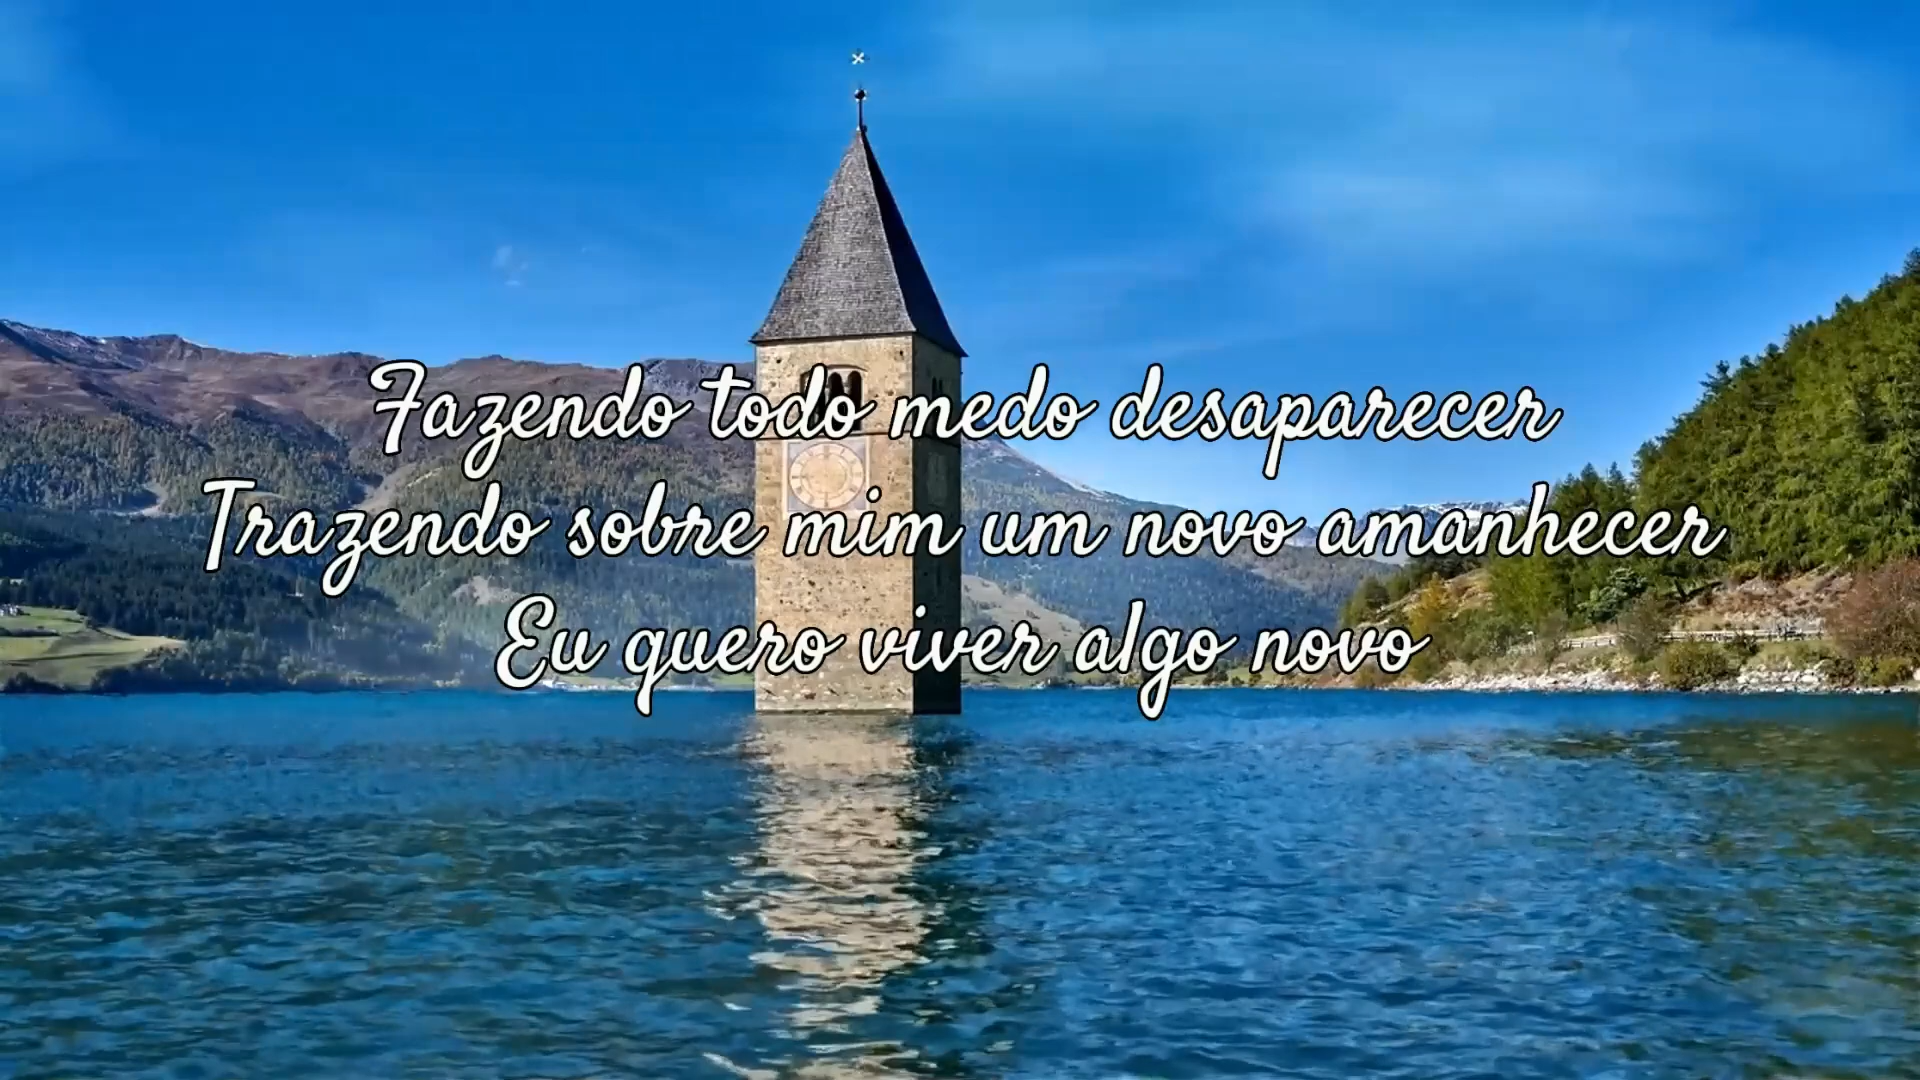 Fazendo todo medo desaparecer
Trazendo sobre mim um novo amanhecer
Eu quero viver algo novo